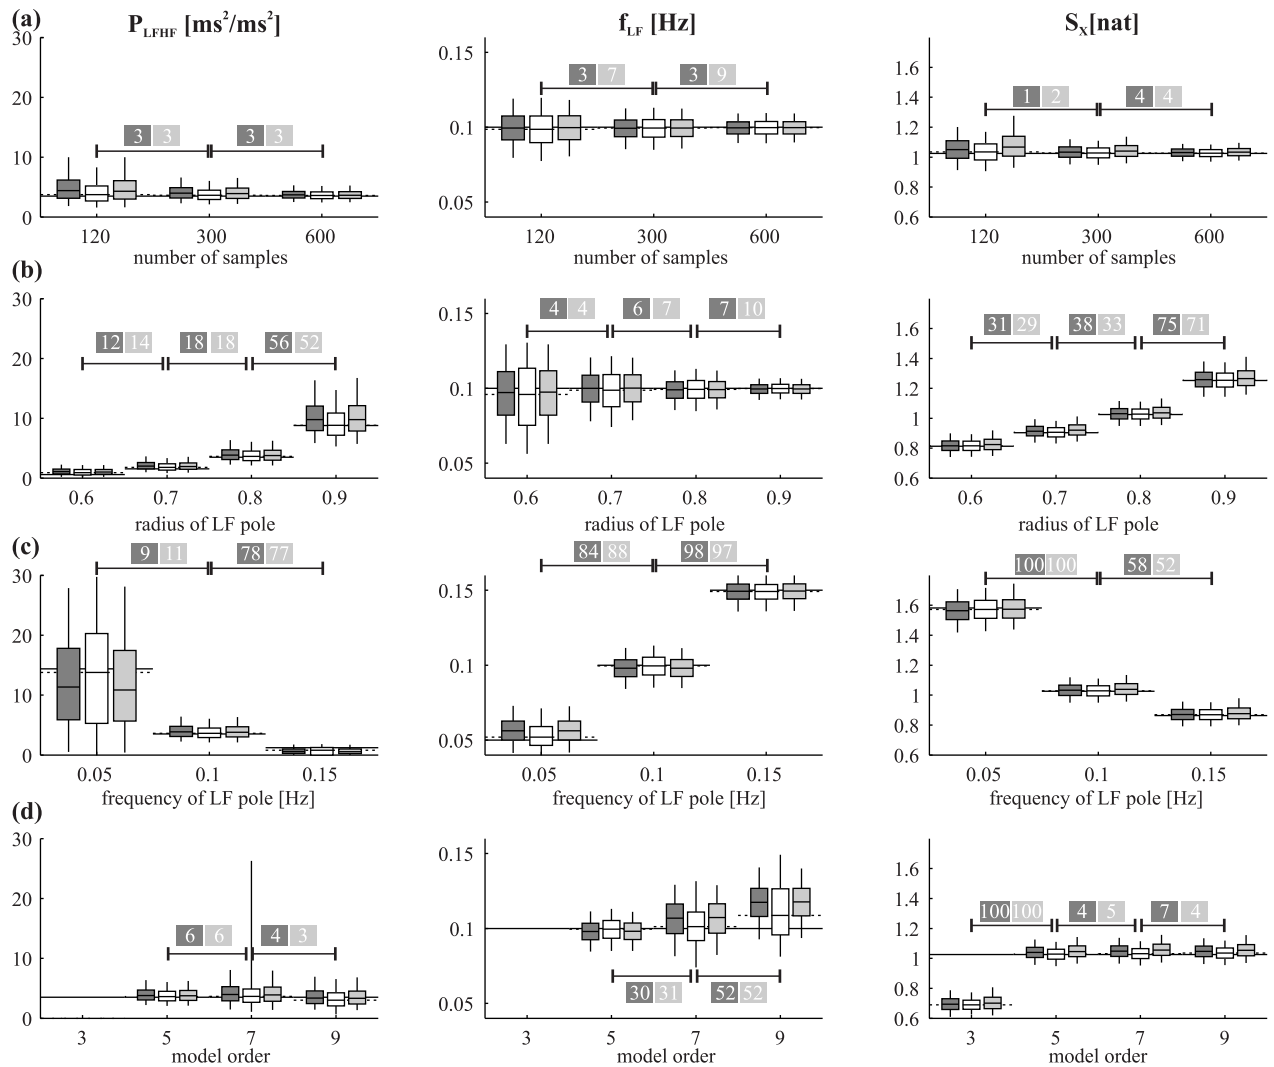 (a)
P_LFHF [ms²/ms²]
f_LF [Hz]
S_X[nat]
30
20
10
0
3 3
3 3
120 300 600
number of samples
0.15
0.1
0.05
3 7
3 9
120 300 600
number of samples
1.6
1.4
1.2
1
0.8
0.6
1 2
4 4
120 300 600
number of samples
(b)
30
20
10
0
12 14
18 18
56 52
0.6 0.7 0.8 0.9
radius of LF pole
0.15
0.1
0.05
4 4
6 7
7 10
0.6 0.7 0.8 0.9
radius of LF pole
1.6
1.4
1.2
1
0.8
0.6
31 29
38 33
75 71
0.6 0.7 0.8 0.9
radius of LF pole
(c)
30
20
10
0
9 11
78 77
0.05 0.1 0.15
frequency of LF pole [Hz]
0.15
0.1
0.05
84 88
98 97
0.05 0.1 0.15
frequency of LF pole [Hz]
1.6
1.4
1.2
1
0.8
0.6
100 100
58 52
0.05 0.1 0.15
frequency of LF pole [Hz]
(d)
30
20
10
0
6 6
4 3
3 5 7 9
model order
0.15
0.1
0.05
30 31
52 52
3 5 7 9
model order
1.6
1.4
1.2
1
0.8
0.6
100 100
4 5
7 4
3 5 7 9
model order